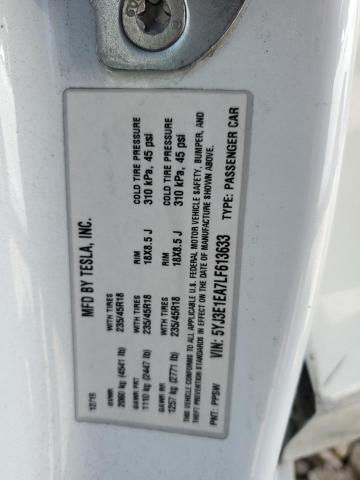 MFD BY TESLA, INC.
12/19
GVWR:
2060 kg (4541 lb)
WITH TIRES
235/45R18
RIM
18X8.5 J
COLD TIRE PRESSURE
310 kPa, 45 psi
GAWR FRT
1110 kg (2447 lb)
WITH TIRES
235/45R18
RIM
18X8.5 J
COLD TIRE PRESSURE
310 kPa, 45 psi
GAWR RR
1257 kg (2771 lb)
WITH TIRES
235/45R18
THIS VEHICLE CONFORMS TO ALL APPLICABLE U.S. FEDERAL MOTOR VEHICLE SAFETY, BUMPER, AND
THEFT PREVENTION STANDARDS IN EFFECT ON THE DATE OF MANUFACTURE SHOWN ABOVE.
VIN: 5YJ3E1EA7LF613633
TYPE: PASSENGER CAR
PNT: PPSW